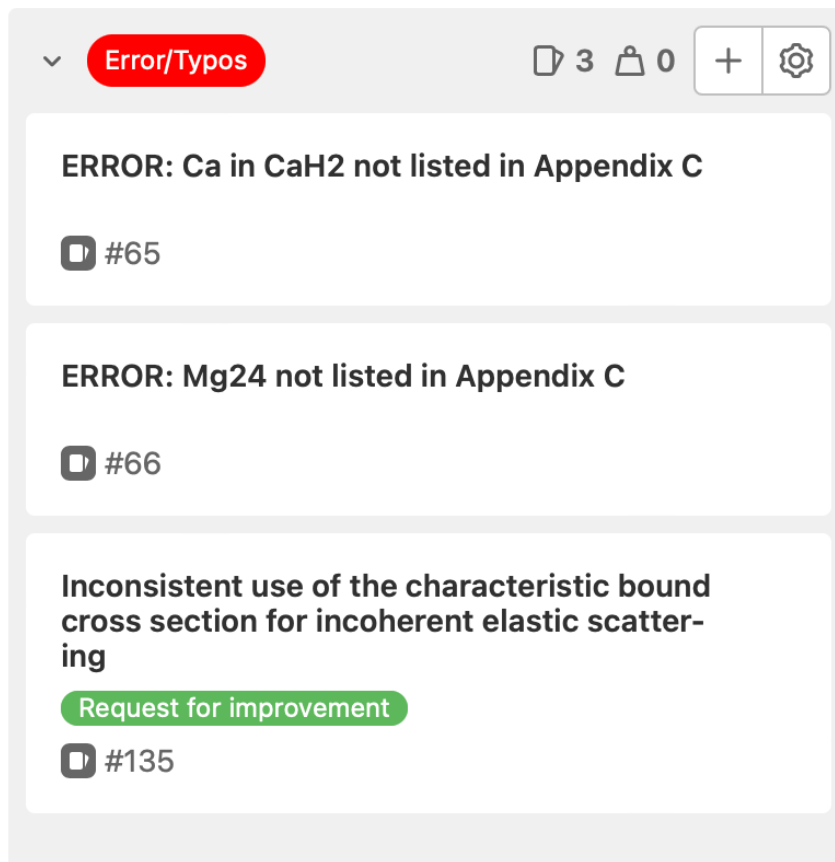 Error/Typos
3
0
ERROR: Ca in CaH2 not listed in Appendix C
#65
ERROR: Mg24 not listed in Appendix C
#66
Inconsistent use of the characteristic bound
cross section for incoherent elastic scatter-
ing
Request for improvement
#135